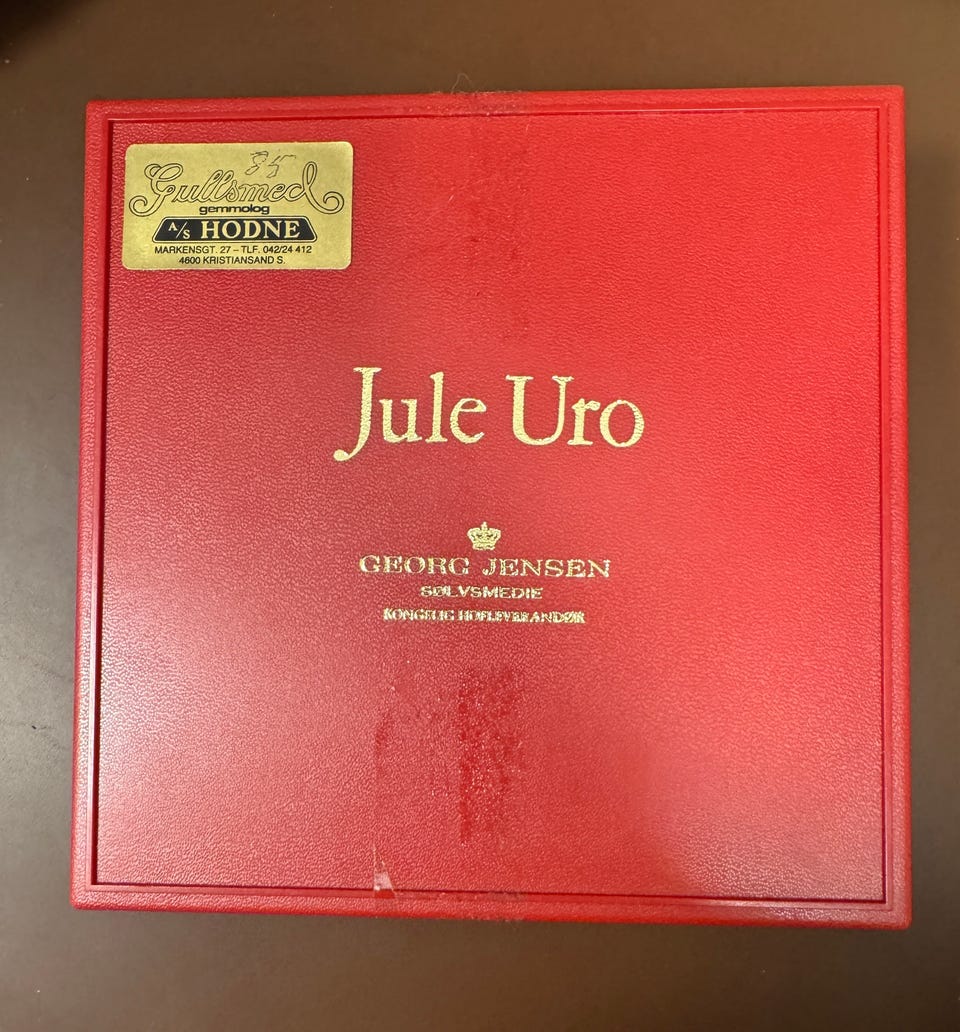 85
Gullsmed
gemmolog
A/S HODNE
MARKENSGT. 27 – TLF. 042/24 412
4600 KRISTIANSAND S.
Jule Uro
GEORG JENSEN
SØLVSMEDIE
KONGELIG HOFLEVERANDØR